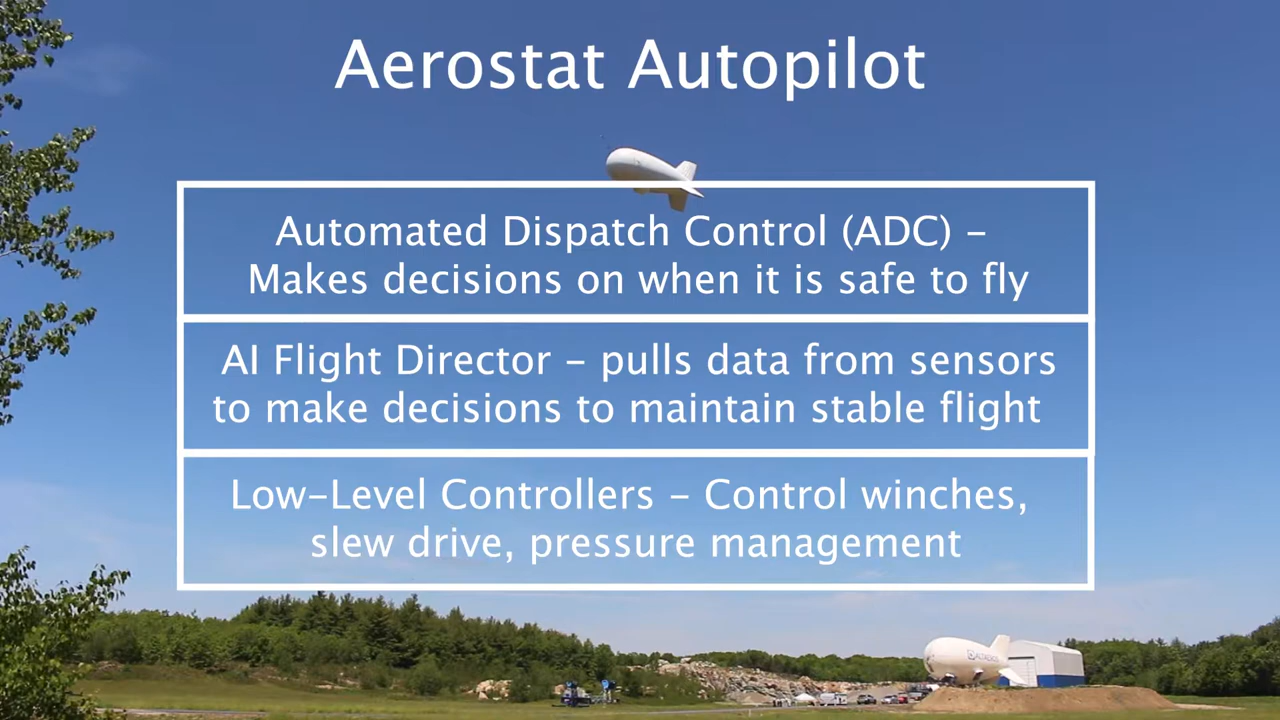 Aerostat Autopilot
Automated Dispatch Control (ADC) –
Makes decisions on when it is safe to fly
AI Flight Director – pulls data from sensors
to make decisions to maintain stable flight
Low-Level Controllers – Control winches,
slew drive, pressure management
ALTAEROS